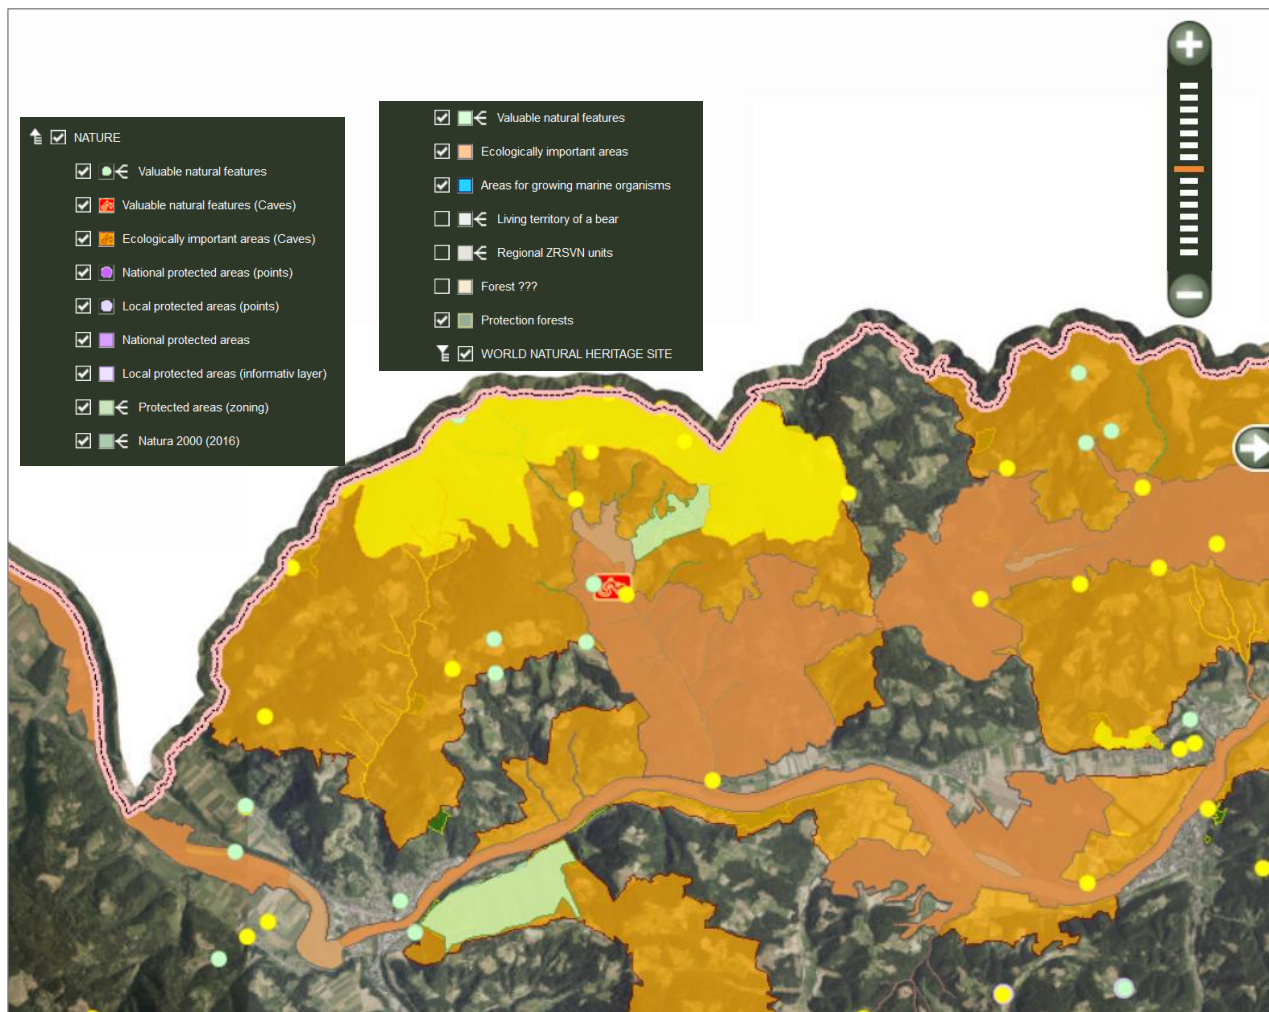 NATURE
Valuable natural features
Valuable natural features (Caves)
Ecologically important areas (Caves)
National protected areas (points)
Local protected areas (points)
National protected areas
Local protected areas (informativ layer)
Protected areas (zoning)
Natura 2000 (2016)
Valuable natural features
Ecologically important areas
Areas for growing marine organisms
Living territory of a bear
Regional ZRSVN units
Forest ???
Protection forests
WORLD NATURAL HERITAGE SITE